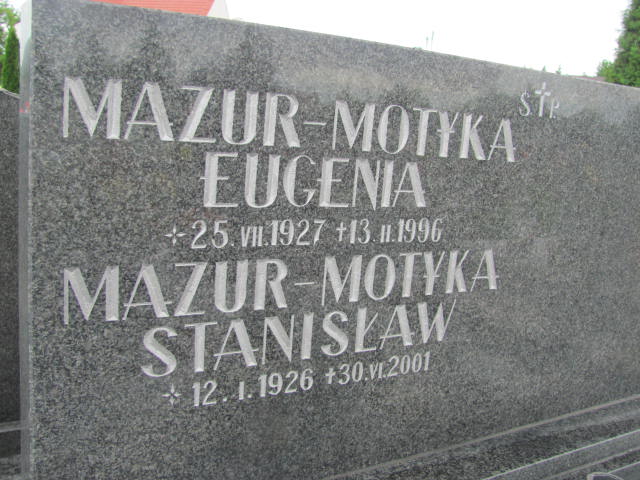 Ś.†P.
MAZUR-MOTYKA
EUGENIA
✧25.VII.1927 †13.II.1996
MAZUR-MOTYKA
STANISŁAW
✧12.I.1926 †30.VI.2001